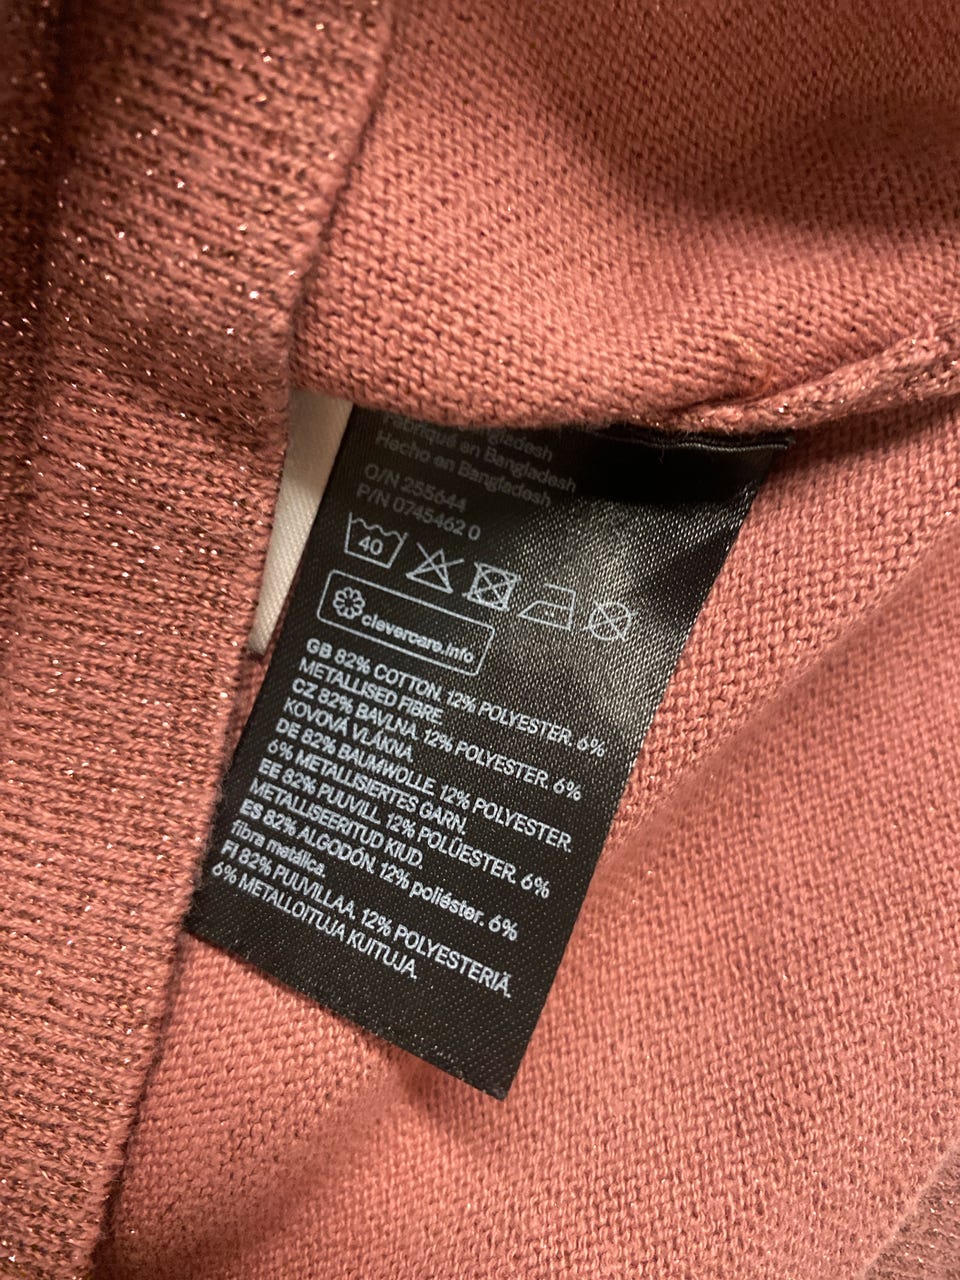 Bangladesh
Fabriqué en Bangladesh
Hecho en Bangladesh
O/N 255644
P/N 0745462 0
40
clevercare.info
GB 82% COTTON. 12% POLYESTER. 6%
METALLISED FIBRE
CZ 82% BAVLNA. 12% POLYESTER. 6%
KOVOVÁ VLÁKNA.
DE 82% BAUMWOLLE. 12% POLYESTER.
6% METALLISIERTES GARN.
EE 82% PUUVILL. 12% POLÜESTER. 6%
METALLISEERITUD KIUD.
ES 82% ALGODÓN. 12% poliéster. 6%
fibra metálica.
FI 82% PUUVILLAA. 12% POLYESTERIÄ.
6% METALLOITUJA KUITUJA.